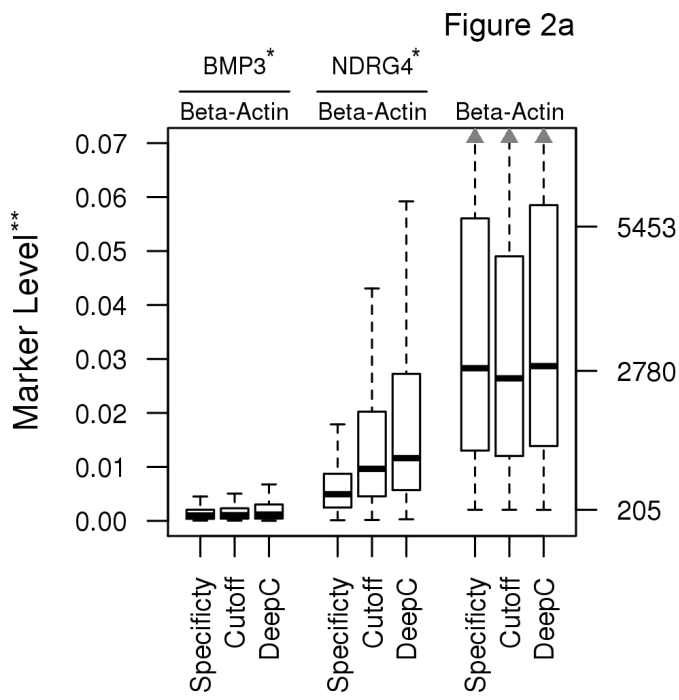 Figure 2a
BMP3* NDRG4*
Beta-Actin Beta-Actin Beta-Actin
Marker Level**
0.07
0.06
0.05
0.04
0.03
0.02
0.01
0.00
5453
2780
205
Specificty Cutoff DeepC Specificty Cutoff DeepC Specificty Cutoff DeepC